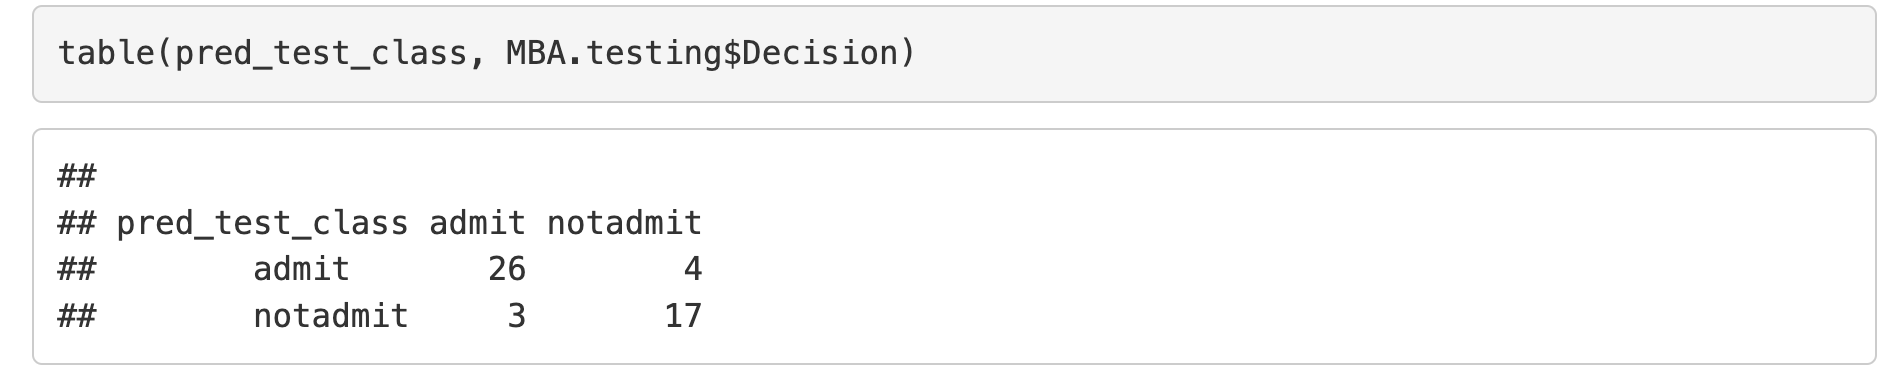 table(pred_test_class, MBA.testing$Decision)
##
## pred_test_class admit notadmit
##        admit       26        4
##        notadmit     3       17